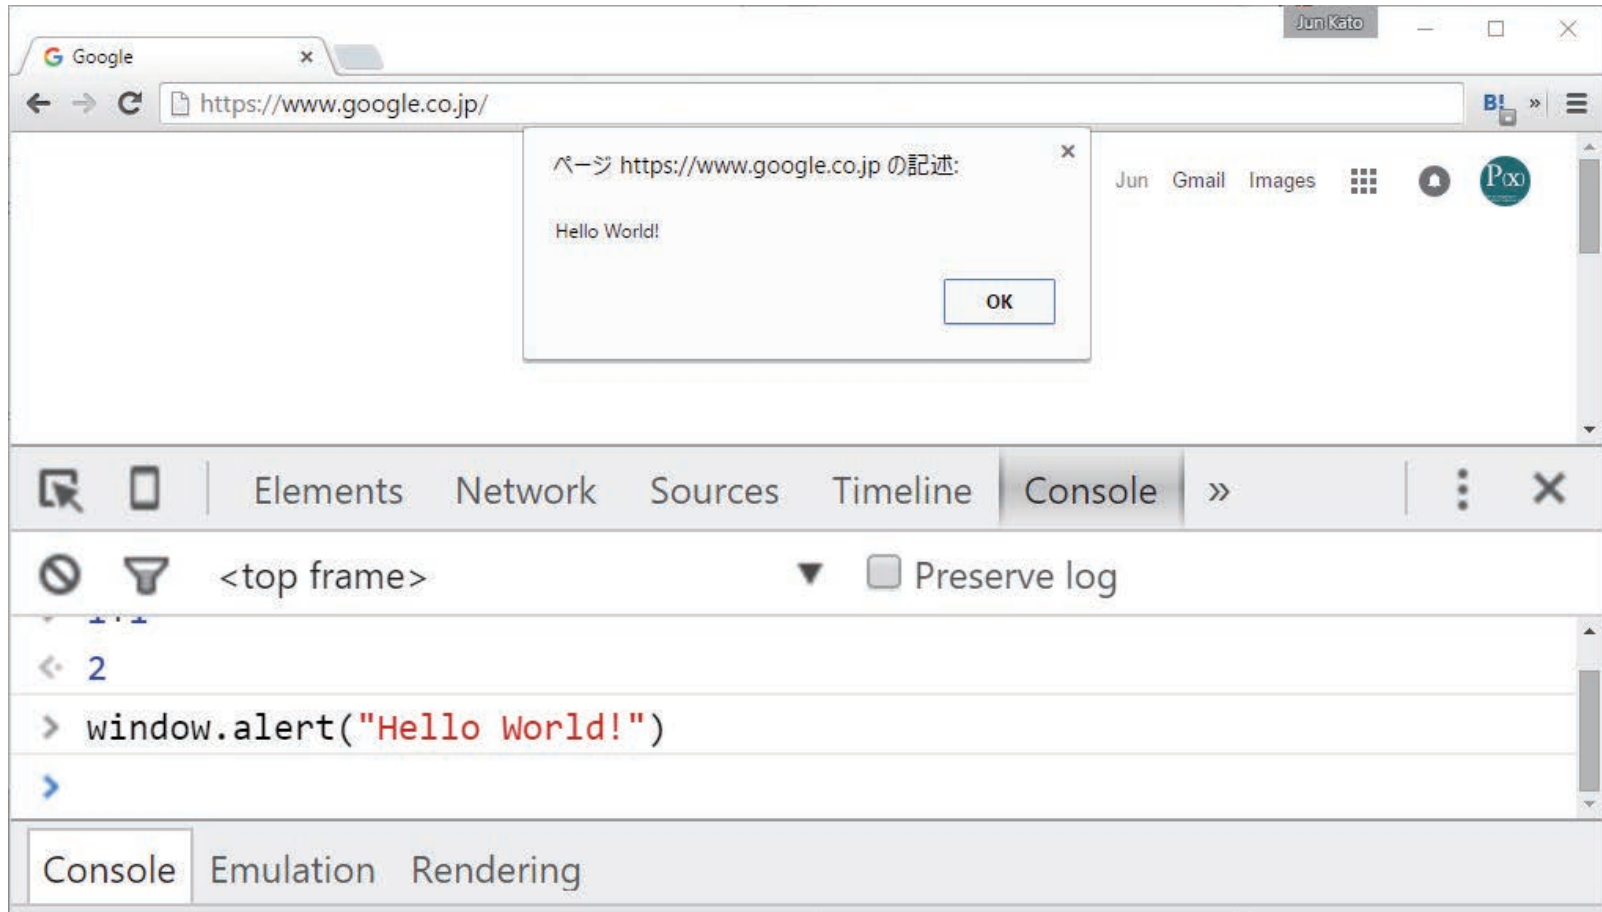 Jun Kato
Google
https://www.google.co.jp/
B!
ページ https://www.google.co.jp の記述:
Hello World!
OK
Jun Gmail Images
P(x)
Elements Network Sources Timeline Console »
<top frame> ▼ Preserve log
1+1
2
> window.alert("Hello World!")
>
Console Emulation Rendering